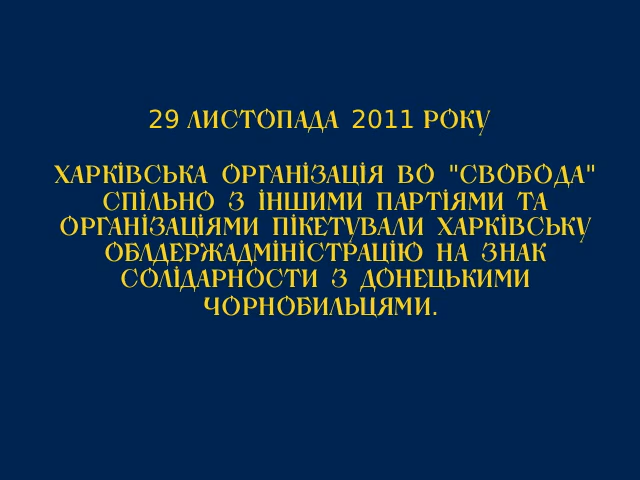 29 ЛИСТОПАДА 2011 РОКУ
ХАРКІВСЬКА ОРГАНІЗАЦІЯ ВО "СВОБОДА"
СПІЛЬНО З ІНШИМИ ПАРТІЯМИ ТА
ОРГАНІЗАЦІЯМИ ПІКЕТУВАЛИ ХАРКІВСЬКУ
ОБЛДЕРЖАДМІНІСТРАЦІЮ НА ЗНАК
СОЛІДАРНОСТИ З ДОНЕЦЬКИМИ
ЧОРНОБИЛЬЦЯМИ.